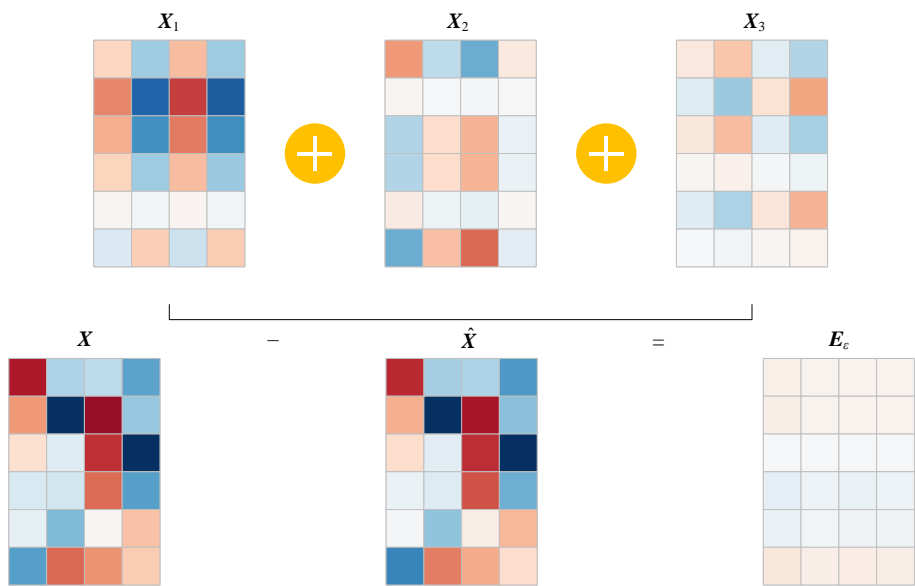 X₁ X₂ X₃
X − X̂ = Eε